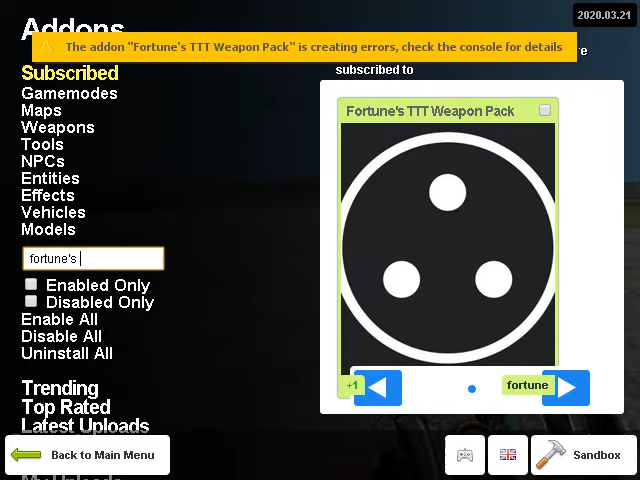 2020.03.21
Addons
The addon "Fortune's TTT Weapon Pack" is creating errors, check the console for details
subscribed to
Subscribed
Gamemodes
Maps
Weapons
Tools
NPCs
Entities
Effects
Vehicles
Models
fortune's
Enabled Only
Disabled Only
Enable All
Disable All
Uninstall All
Trending
Top Rated
Latest Uploads
Fortune's TTT Weapon Pack
+1
fortune
Back to Main Menu
Sandbox